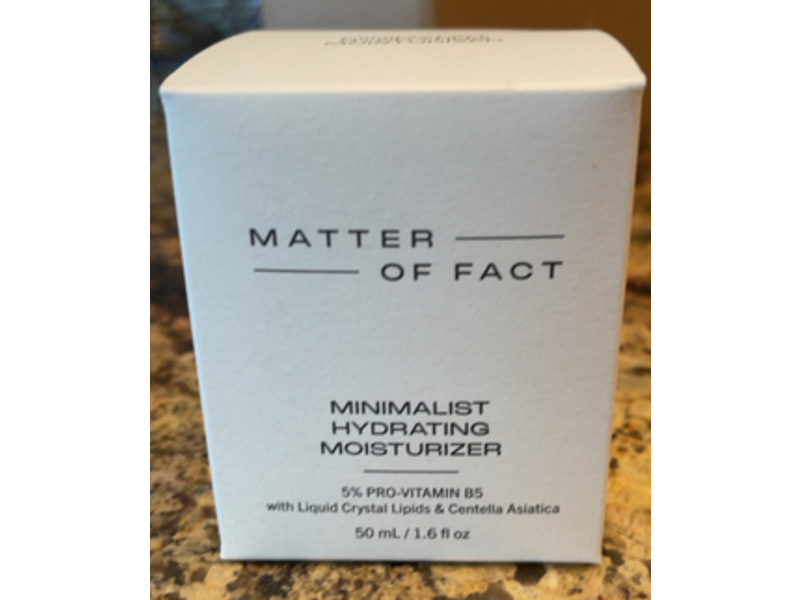 MATTER
OF FACT
MINIMALIST
HYDRATING
MOISTURIZER
5% PRO-VITAMIN B5
with Liquid Crystal Lipids & Centella Asiatica
50 mL / 1.6 fl oz